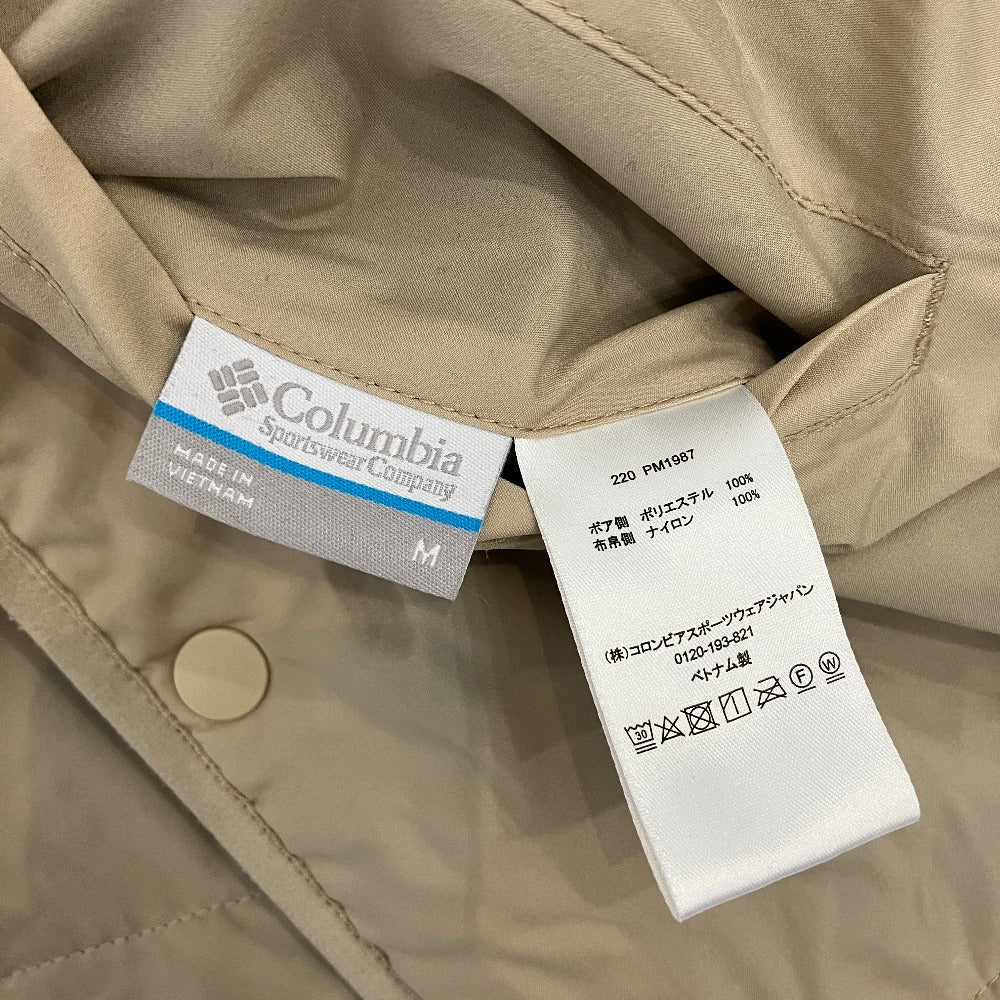 Columbia
Sportswear Company
MADE IN
VIETNAM
M
220 PM1987
ボア側 ポリエステル 100%
布帛側 ナイロン 100%
(株)コロンビアスポーツウェアジャパン
0120-193-821
ベトナム製
30
F
W